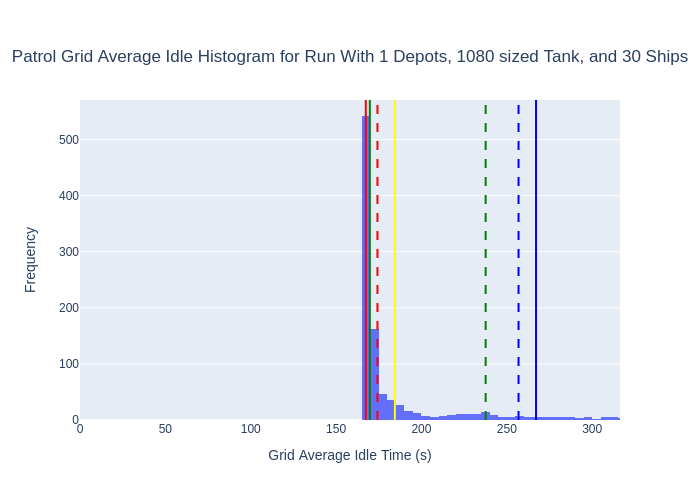 Patrol Grid Average Idle Histogram for Run With 1 Depots, 1080 sized Tank, and 30 Ships
500
400
300
200
100
0
0 50 100 150 200 250 300
Frequency
Grid Average Idle Time (s)